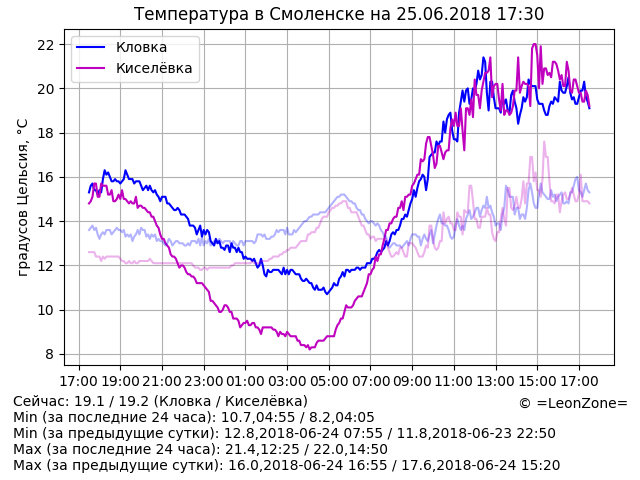 Температура в Смоленске на 25.06.2018 17:30
Кловка
Киселёвка
градусов Цельсия, °C
22
20
18
16
14
12
10
8
17:00 19:00 21:00 23:00 01:00 03:00 05:00 07:00 09:00 11:00 13:00 15:00 17:00
Сейчас: 19.1 / 19.2 (Кловка / Киселёвка)
© =LeonZone=
Min (за последние 24 часа): 10.7,04:55 / 8.2,04:05
Min (за предыдущие сутки): 12.8,2018-06-24 07:55 / 11.8,2018-06-23 22:50
Max (за последние 24 часа): 21.4,12:25 / 22.0,14:50
Max (за предыдущие сутки): 16.0,2018-06-24 16:55 / 17.6,2018-06-24 15:20